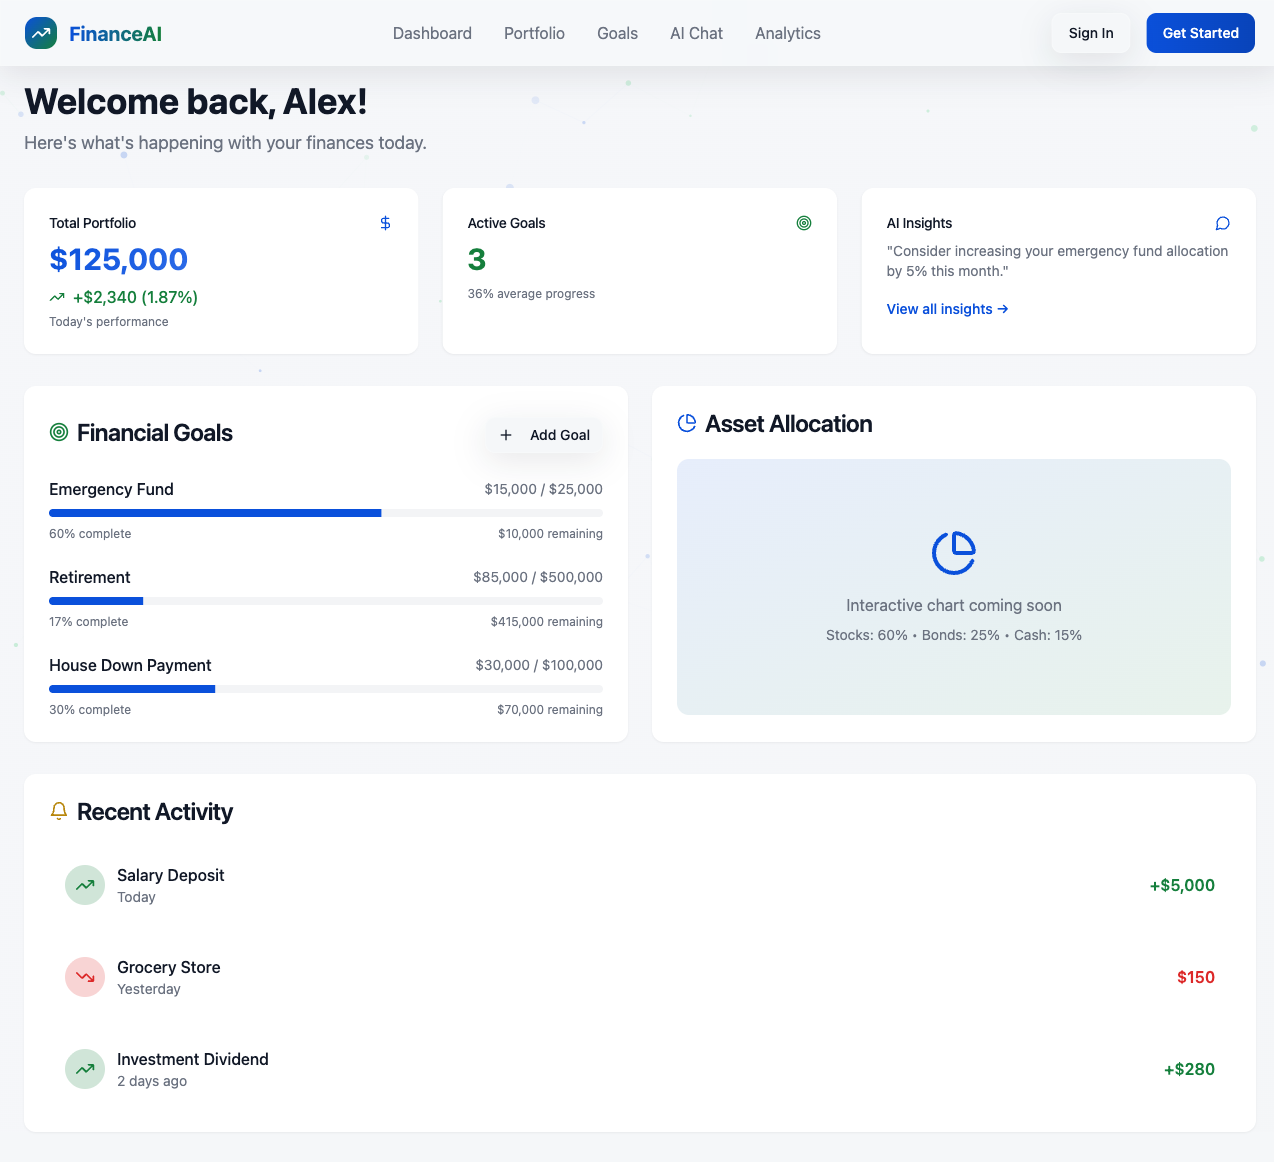 FinanceAI
Dashboard Portfolio Goals AI Chat Analytics
Sign In
Get Started
Welcome back, Alex!
Here's what's happening with your finances today.
Total Portfolio
$125,000
+$2,340 (1.87%)
Today's performance
Active Goals
3
36% average progress
AI Insights
"Consider increasing your emergency fund allocation
by 5% this month."
View all insights →
Financial Goals
+ Add Goal
Emergency Fund
$15,000 / $25,000
60% complete
$10,000 remaining
Retirement
$85,000 / $500,000
17% complete
$415,000 remaining
House Down Payment
$30,000 / $100,000
30% complete
$70,000 remaining
Asset Allocation
Interactive chart coming soon
Stocks: 60% • Bonds: 25% • Cash: 15%
Recent Activity
Salary Deposit
Today
+$5,000
Grocery Store
Yesterday
$150
Investment Dividend
2 days ago
+$280